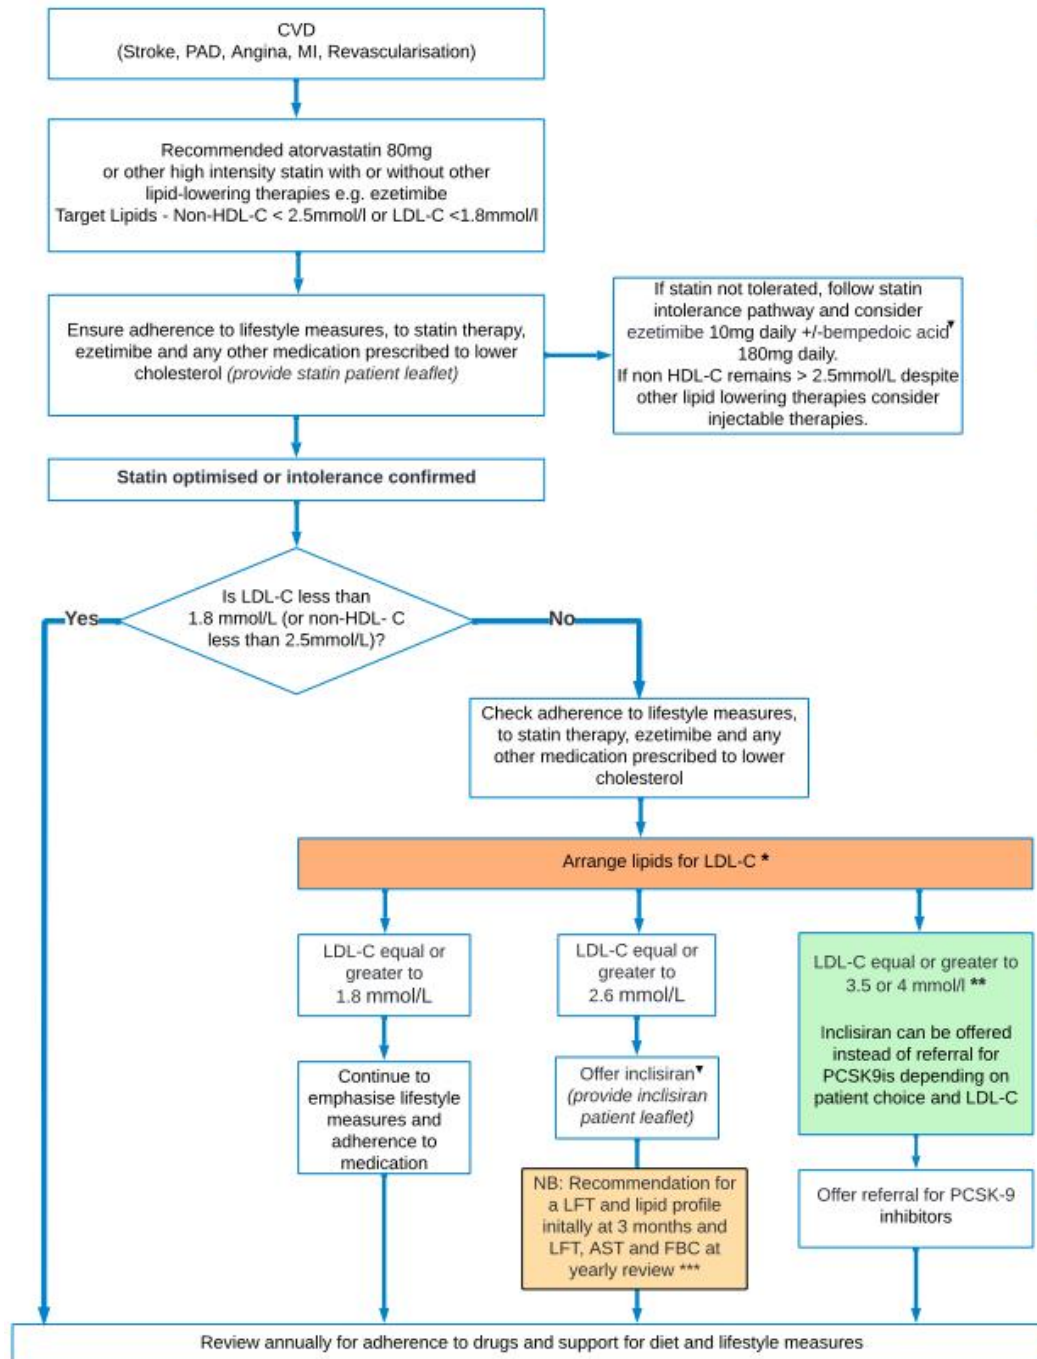 CVD
(Stroke, PAD, Angina, MI, Revascularisation)
Recommended atorvastatin 80mg
or other high intensity statin with or without other
lipid-lowering therapies e.g. ezetimibe
Target Lipids - Non-HDL-C < 2.5mmol/l or LDL-C <1.8mmol/l
Ensure adherence to lifestyle measures, to statin therapy,
ezetimibe and any other medication prescribed to lower
cholesterol (provide statin patient leaflet)
If statin not tolerated, follow statin
intolerance pathway and consider
ezetimibe 10mg daily +/-bempedoic acid▼
180mg daily.
If non HDL-C remains > 2.5mmol/L despite
other lipid lowering therapies consider
injectable therapies.
Statin optimised or intolerance confirmed
Is LDL-C less than
1.8 mmol/L (or non-HDL- C
less than 2.5mmol/L)?
Yes
No
Check adherence to lifestyle measures,
to statin therapy, ezetimibe and any
other medication prescribed to lower
cholesterol
Arrange lipids for LDL-C *
LDL-C equal or
greater to
1.8 mmol/L
Continue to
emphasise lifestyle
measures and
adherence to
medication
LDL-C equal or
greater to
2.6 mmol/L
Offer inclisiran▼
(provide inclisiran
patient leaflet)
NB: Recommendation for
a LFT and lipid profile
initally at 3 months and
LFT, AST and FBC at
yearly review ***
LDL-C equal or greater to
3.5 or 4 mmol/l **
Inclisiran can be offered
instead of referral for
PCSK9is depending on
patient choice and LDL-C
Offer referral for PCSK-9
inhibitors
Review annually for adherence to drugs and support for diet and lifestyle measures